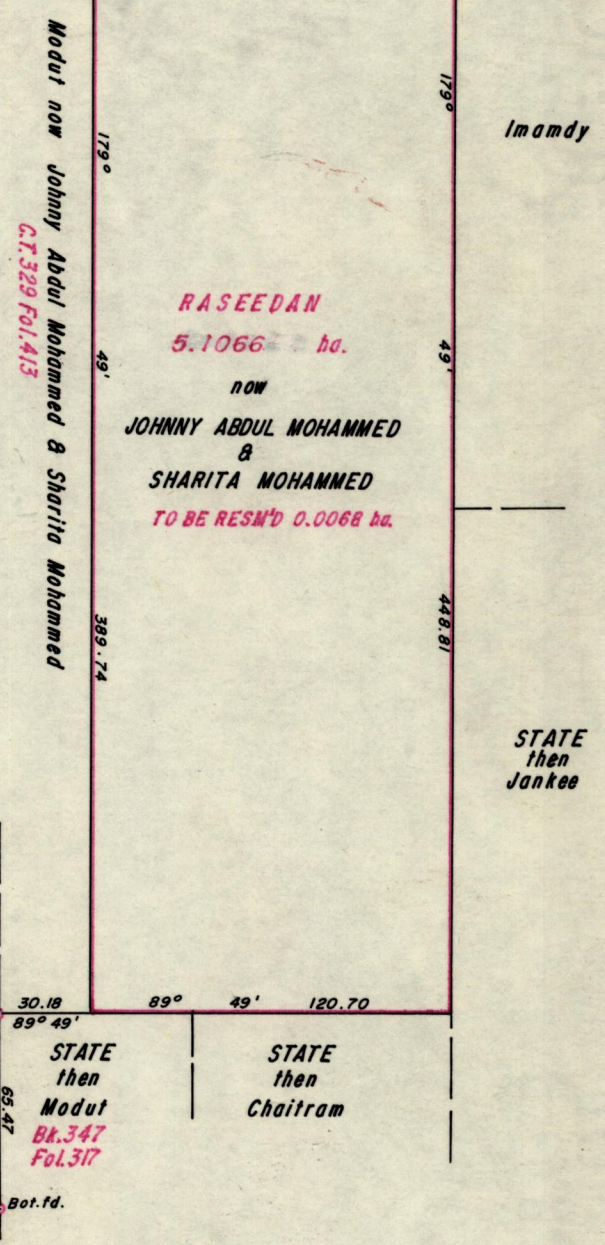 Modut now Johnny Abdul Mohammed & Sharita Mohammed
C.T.329 Fol.413
179°
49'
389.74
179°
49'
448.81
Imamdy
RASEEDAN
5.1066 ha.
now
JOHNNY ABDUL MOHAMMED
&
SHARITA MOHAMMED
TO BE RESM'D 0.0068 ha.
STATE
then
Jankee
30.18
89° 49'
89° 49' 120.70
STATE
then
Modut
Bk.347
Fol.317
STATE
then
Chaitram
65.47
Bot.fd.